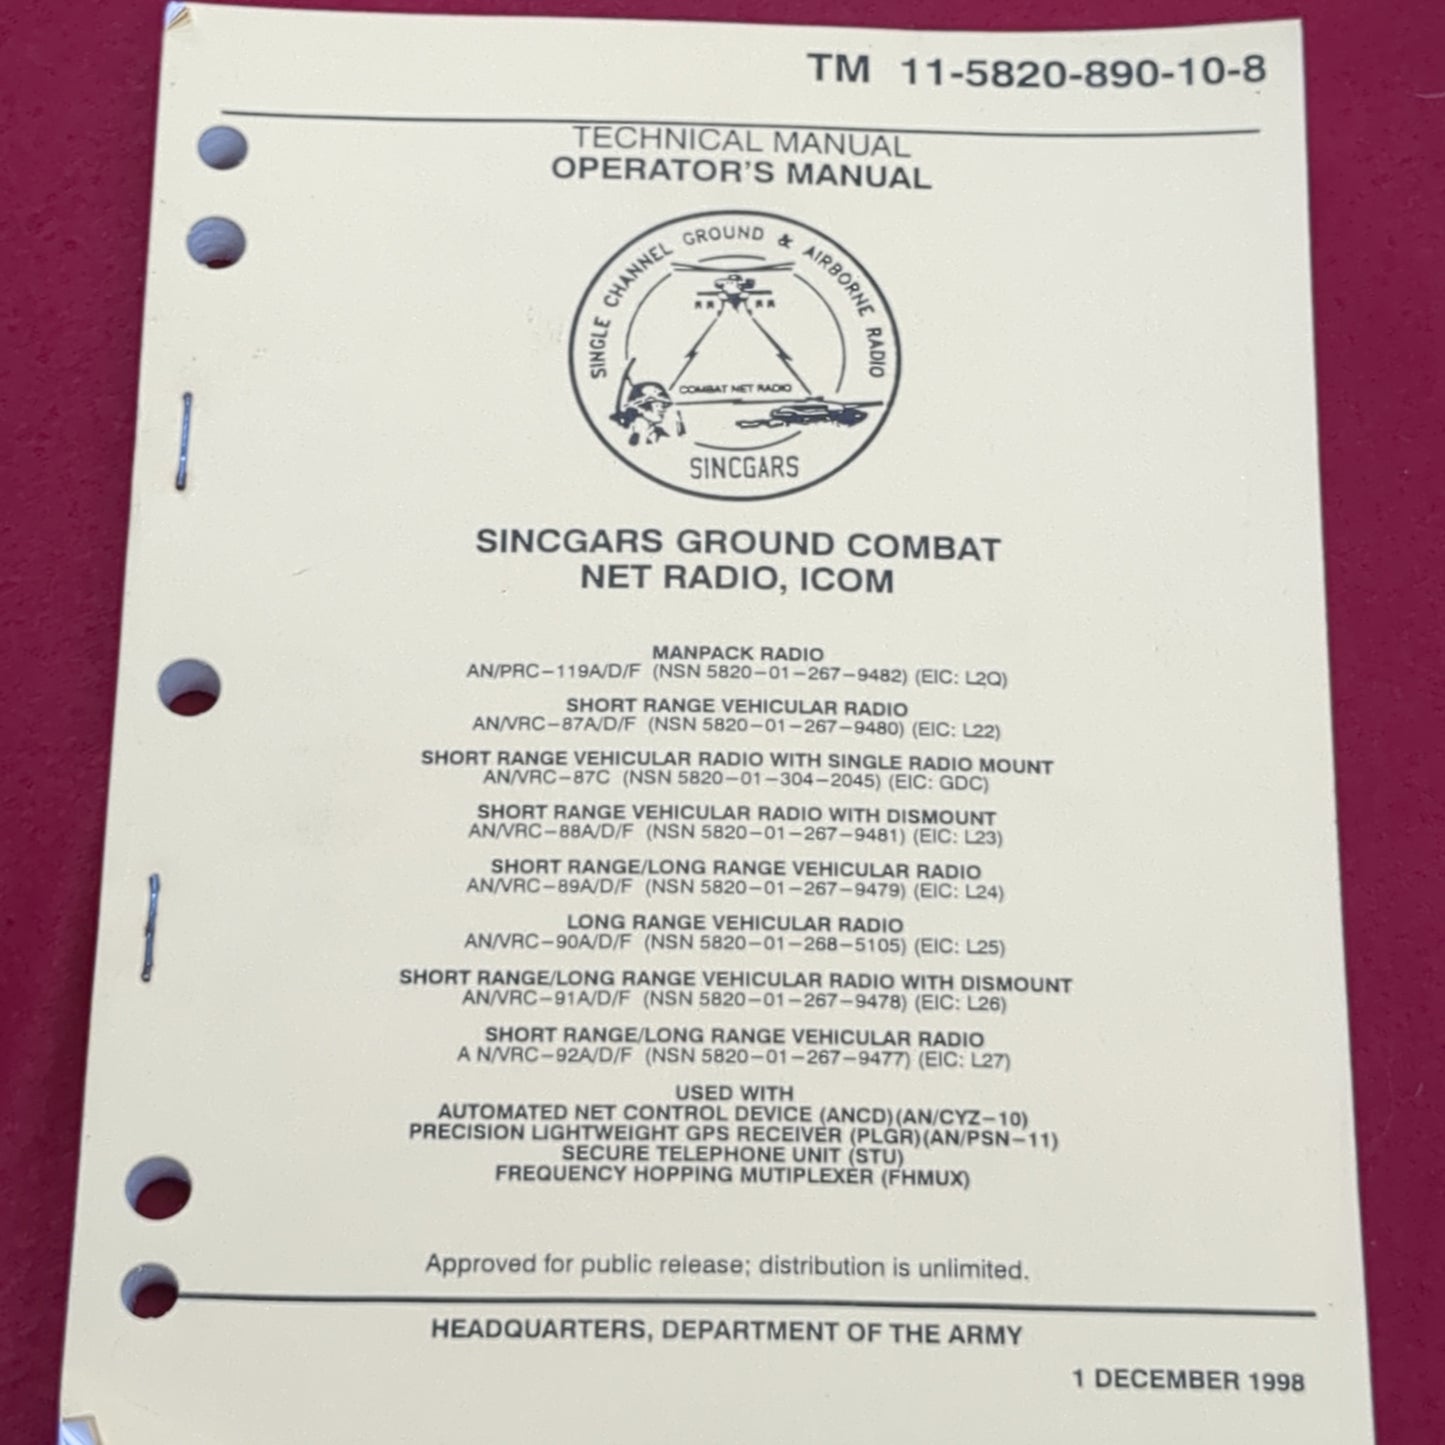 TM 11-5820-890-10-8
TECHNICAL MANUAL
OPERATOR'S MANUAL
SINGLE CHANNEL GROUND & AIRBORNE RADIO
COMBAT NET RADIO
SINCGARS
SINCGARS GROUND COMBAT
NET RADIO, ICOM
MANPACK RADIO
AN/PRC-119A/D/F (NSN 5820-01-267-9482) (EIC: L2Q)
SHORT RANGE VEHICULAR RADIO
AN/VRC-87A/D/F (NSN 5820-01-267-9480) (EIC: L22)
SHORT RANGE VEHICULAR RADIO WITH SINGLE RADIO MOUNT
AN/VRC-87C (NSN 5820-01-304-2045) (EIC: GDC)
SHORT RANGE VEHICULAR RADIO WITH DISMOUNT
AN/VRC-88A/D/F (NSN 5820-01-267-9481) (EIC: L23)
SHORT RANGE/LONG RANGE VEHICULAR RADIO
AN/VRC-89A/D/F (NSN 5820-01-267-9479) (EIC: L24)
LONG RANGE VEHICULAR RADIO
AN/VRC-90A/D/F (NSN 5820-01-268-5105) (EIC: L25)
SHORT RANGE/LONG RANGE VEHICULAR RADIO WITH DISMOUNT
AN/VRC-91A/D/F (NSN 5820-01-267-9478) (EIC: L26)
SHORT RANGE/LONG RANGE VEHICULAR RADIO
A N/VRC-92A/D/F (NSN 5820-01-267-9477) (EIC: L27)
USED WITH
AUTOMATED NET CONTROL DEVICE (ANCD)(AN/CYZ-10)
PRECISION LIGHTWEIGHT GPS RECEIVER (PLGR)(AN/PSN-11)
SECURE TELEPHONE UNIT (STU)
FREQUENCY HOPPING MUTIPLEXER (FHMUX)
Approved for public release; distribution is unlimited.
HEADQUARTERS, DEPARTMENT OF THE ARMY
1 DECEMBER 1998